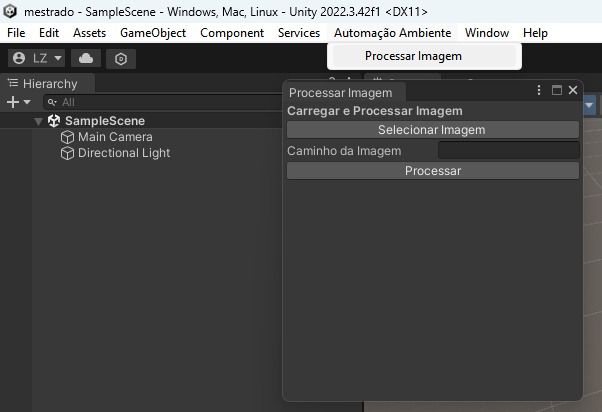 mestrado - SampleScene - Windows, Mac, Linux - Unity 2022.3.42f1 <DX11>
File Edit Assets GameObject Component Services Automação Ambiente Window Help
Processar Imagem
LZ
Hierarchy
All
SampleScene
Main Camera
Directional Light
Processar Imagem
Carregar e Processar Imagem
Selecionar Imagem
Caminho da Imagem
Processar